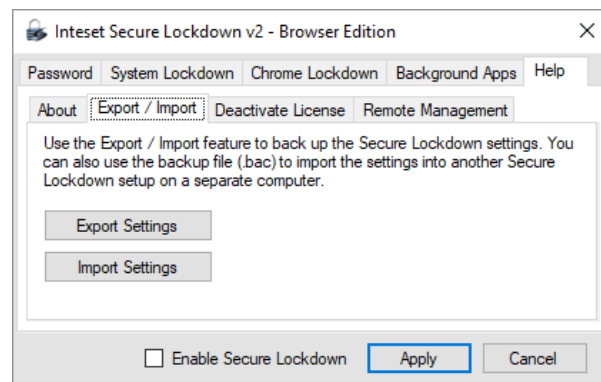 Inteset Secure Lockdown v2 - Browser Edition
Password System Lockdown Chrome Lockdown Background Apps Help
About Export / Import Deactivate License Remote Management
Use the Export / Import feature to back up the Secure Lockdown settings. You
can also use the backup file (.bac) to import the settings into another Secure
Lockdown setup on a separate computer.
Export Settings
Import Settings
Enable Secure Lockdown Apply Cancel